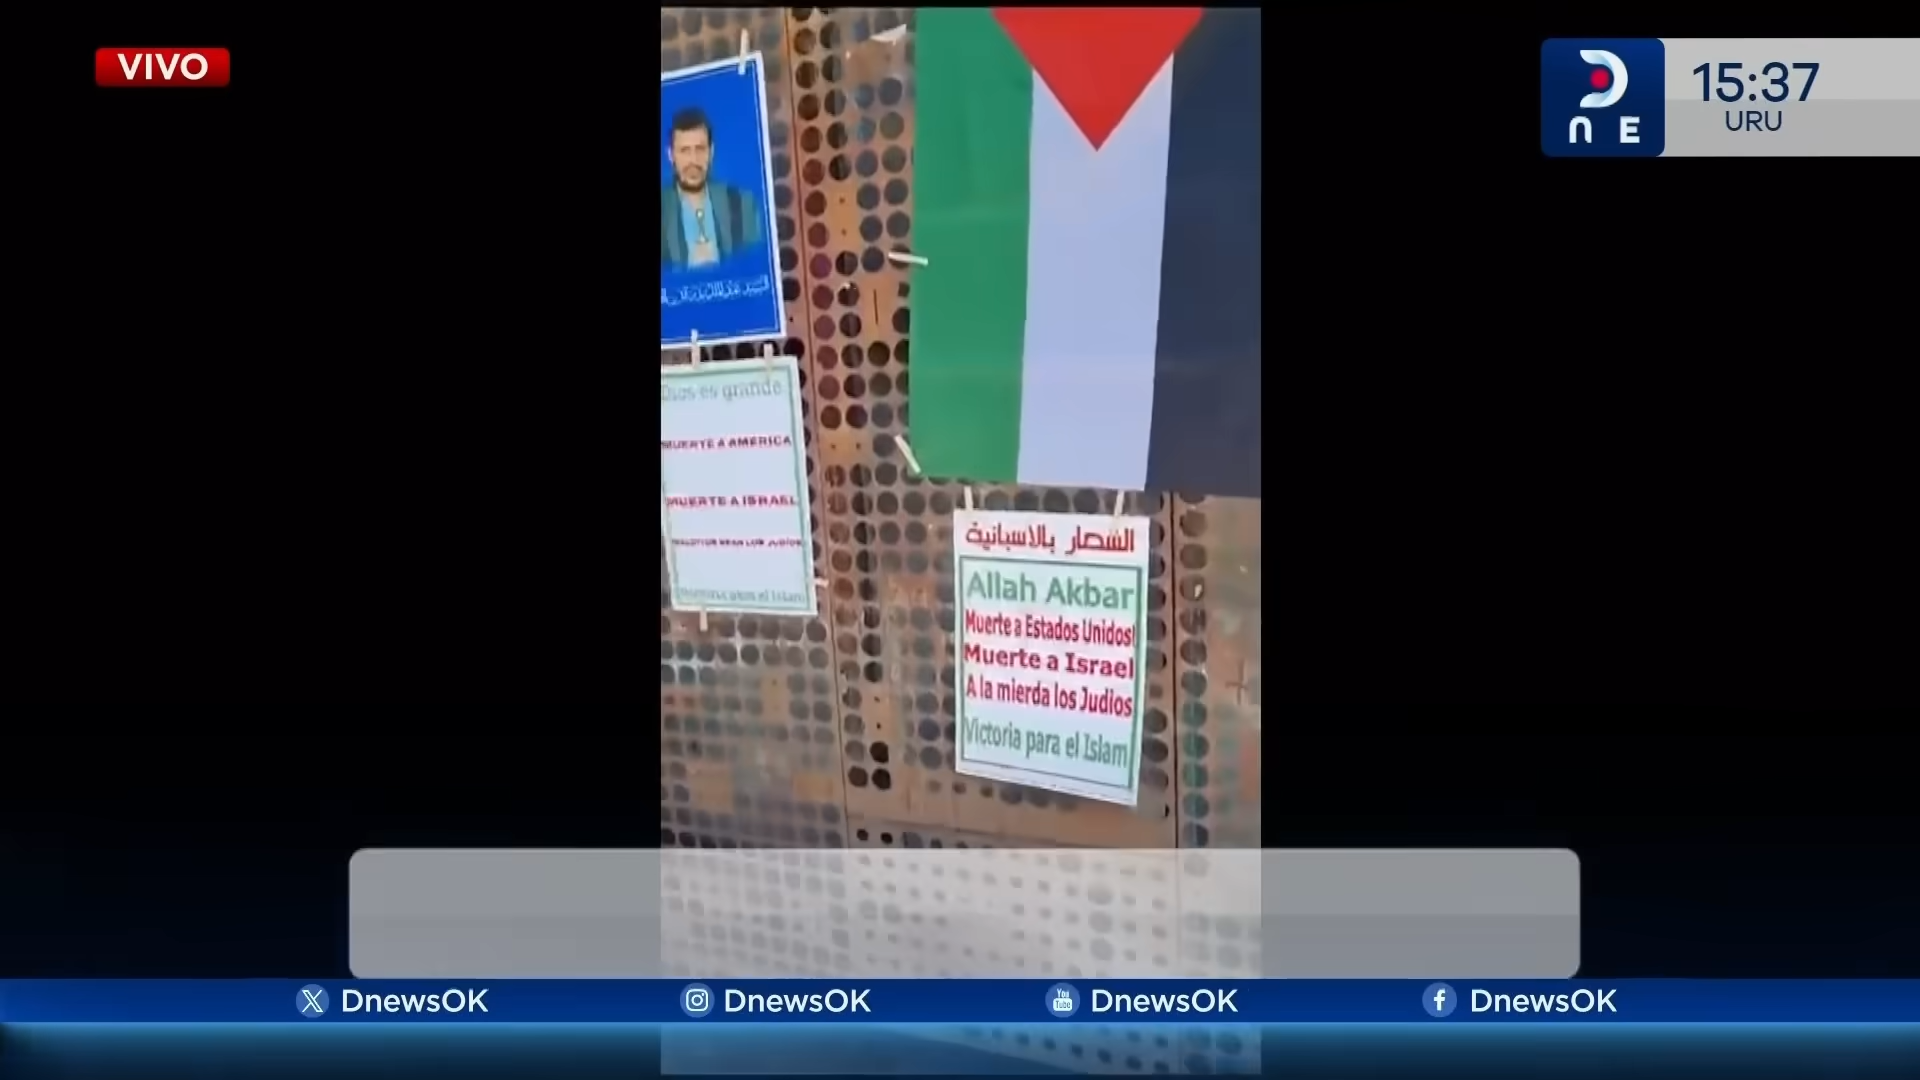 VIVO
15:37
URU
n E
Dios es grande
MUERTE A AMERICA
MUERTE A ISRAEL
الشعار بالاسبانية
Allah Akbar
Muerte a Estados Unidos!
Muerte a Israel
A la mierda los Judios
Victoria para el Islam
DnewsOK
DnewsOK
DnewsOK
DnewsOK